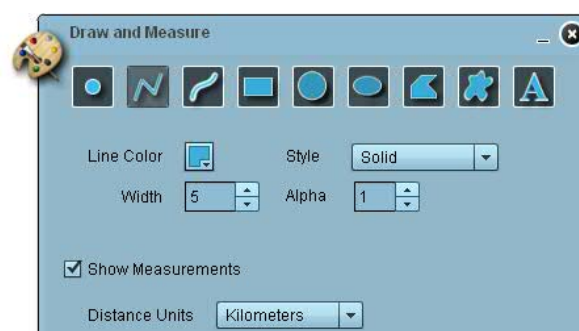 Draw and Measure
A
Line Color
Style Solid
Width 5
Alpha 1
Show Measurements
Distance Units Kilometers